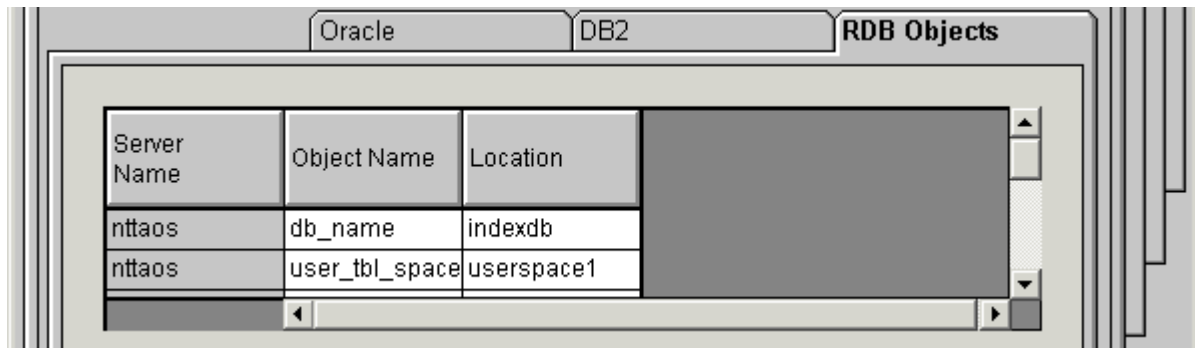 Oracle DB2 RDB Objects
Server Name Object Name Location
nttaos db_name indexdb
nttaos user_tbl_space userspace1